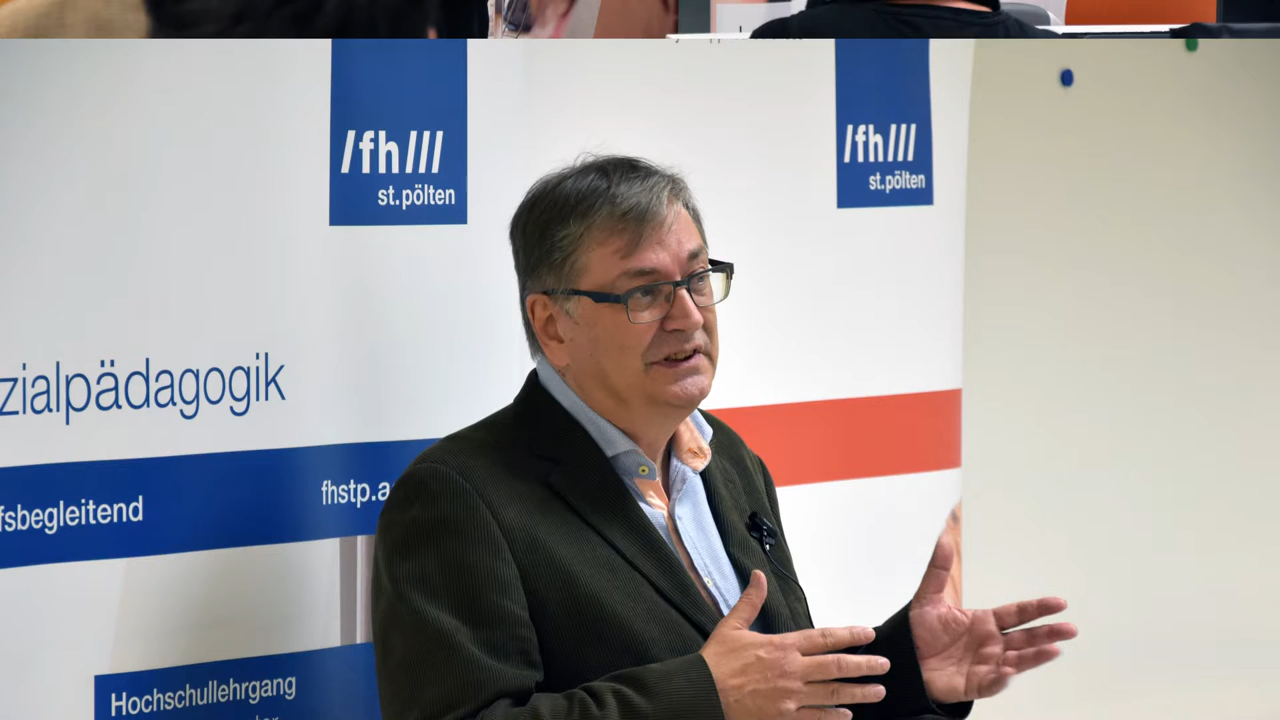 /fh///
st.pölten
/fh///
st.pölten
zialpädagogik
fsbegleitend
fhstp.a
Hochschullehrgang